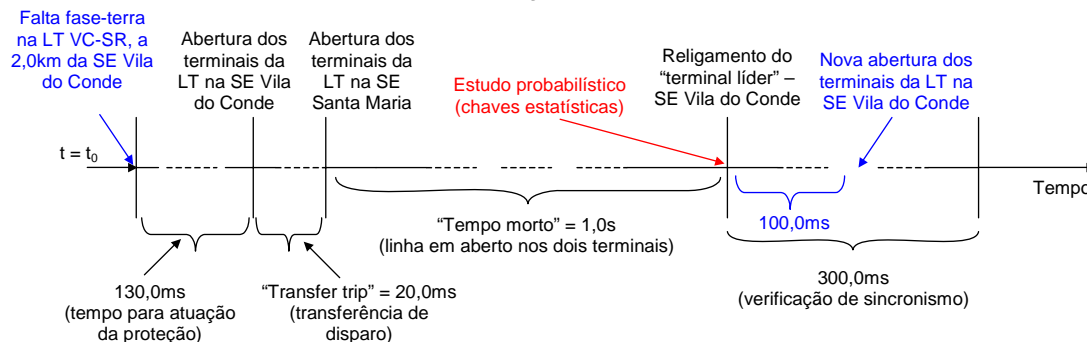 Falta fase-terra
na LT VC-SR, a
2,0km da SE Vila
do Conde
Abertura dos
terminais da
LT na SE Vila
do Conde
Abertura dos
terminais da
LT na SE
Santa Maria
Estudo probabilístico
(chaves estatísticas)
Religamento do
“terminal líder” –
SE Vila do Conde
Nova abertura dos
terminais da LT na
SE Vila do Conde
t = t0
Tempo
130,0ms
(tempo para atuação
da proteção)
“Transfer trip” = 20,0ms
(transferência de
disparo)
“Tempo morto” = 1,0s
(linha em aberto nos dois terminais)
100,0ms
300,0ms
(verificação de sincronismo)